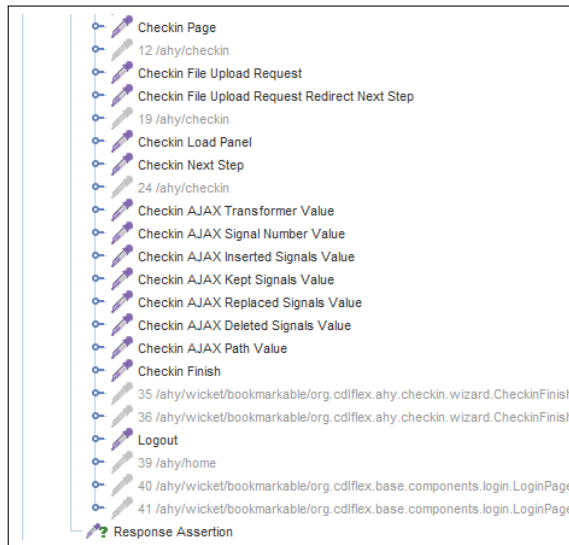 Checkin Page
12 /ahy/checkin
Checkin File Upload Request
Checkin File Upload Request Redirect Next Step
19 /ahy/checkin
Checkin Load Panel
Checkin Next Step
24 /ahy/checkin
Checkin AJAX Transformer Value
Checkin AJAX Signal Number Value
Checkin AJAX Inserted Signals Value
Checkin AJAX Kept Signals Value
Checkin AJAX Replaced Signals Value
Checkin AJAX Deleted Signals Value
Checkin AJAX Path Value
Checkin Finish
35 /ahy/wicket/bookmarkable/org.cdlflex.ahy.checkin.wizard.CheckinFinish
36 /ahy/wicket/bookmarkable/org.cdlflex.ahy.checkin.wizard.CheckinFinish
Logout
39 /ahy/home
40 /ahy/wicket/bookmarkable/org.cdlflex.base.components.login.LoginPage
41 /ahy/wicket/bookmarkable/org.cdlflex.base.components.login.LoginPage
Response Assertion